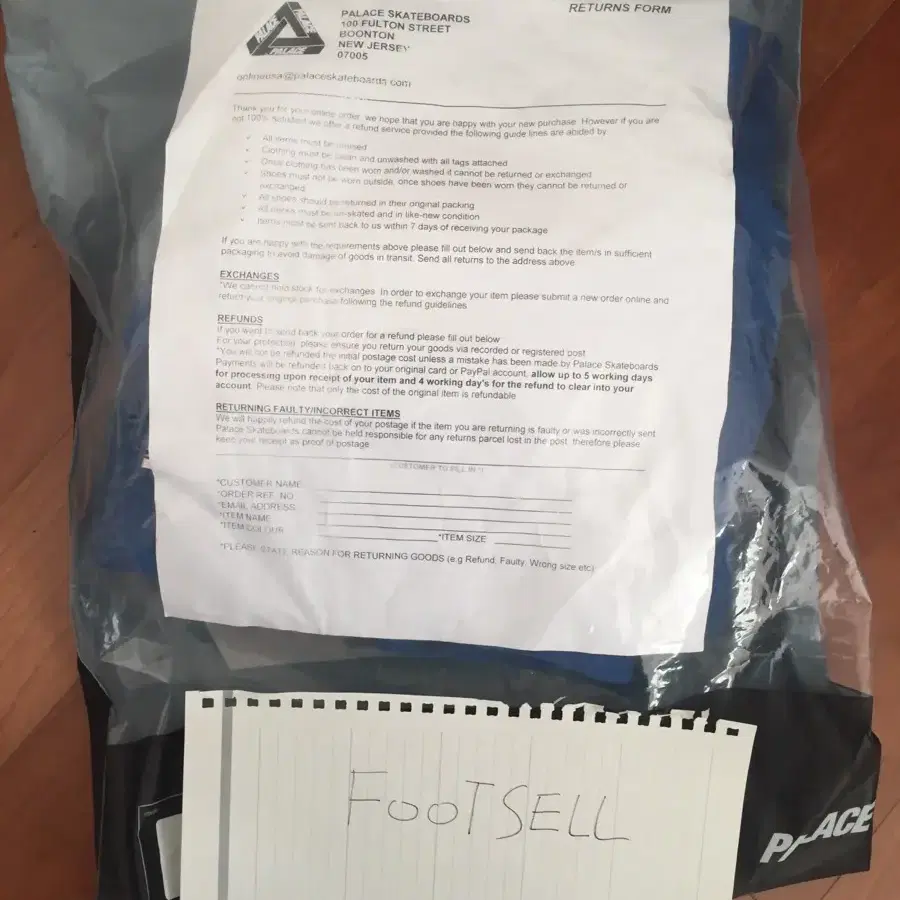 RETURNS FORM
PALACE
PALACE
PALACE
PALACE SKATEBOARDS
100 FULTON STREET
BOONTON
NEW JERSEY
07005
onlineusa@palaceskateboards.com
Thank you for your online order, we hope that you are happy with your new purchase. However if you are
not 100% satisfied we offer a refund service provided the following guide lines are abided by
All items must be unused
Clothing must be clean and unwashed with all tags attached
Once clothing has been worn and/or washed it cannot be returned or exchanged
Shoes must not be worn outside, once shoes have been worn they cannot be returned or
exchanged
All shoes should be returned in their original packing
All decks must be un-skated and in like-new condition
Items must be sent back to us within 7 days of receiving your package
If you are happy with the requirements above please fill out below and send back the item/s in sufficient
packaging to avoid damage of goods in transit. Send all returns to the address above
EXCHANGES
*We cannot hold stock for exchanges. In order to exchange your item please submit a new order online and
return your original purchase following the refund guidelines
REFUNDS
If you want to send back your order for a refund please fill out below
For your protection, please ensure you return your goods via recorded or registered post
*You will not be refunded the initial postage cost unless a mistake has been made by Palace Skateboards
Payments will be refunded back on to your original card or PayPal account, allow up to 5 working days
for processing upon receipt of your item and 4 working day's for the refund to clear into your
account. Please note that only the cost of the original item is refundable
RETURNING FAULTY/INCORRECT ITEMS
We will happily refund the cost of your postage if the item you are returning is faulty or was incorrectly sent
Palace Skateboards cannot be held responsible for any returns parcel lost in the post, therefore please
keep your receipt as proof of postage
(CUSTOMER TO FILL IN *)
*CUSTOMER NAME
*ORDER REF. NO
*EMAIL ADDRESS
*ITEM NAME
*ITEM COLOUR *ITEM SIZE
*PLEASE STATE REASON FOR RETURNING GOODS (e.g Refund, Faulty, Wrong size etc)
FOOTSELL
PALACE